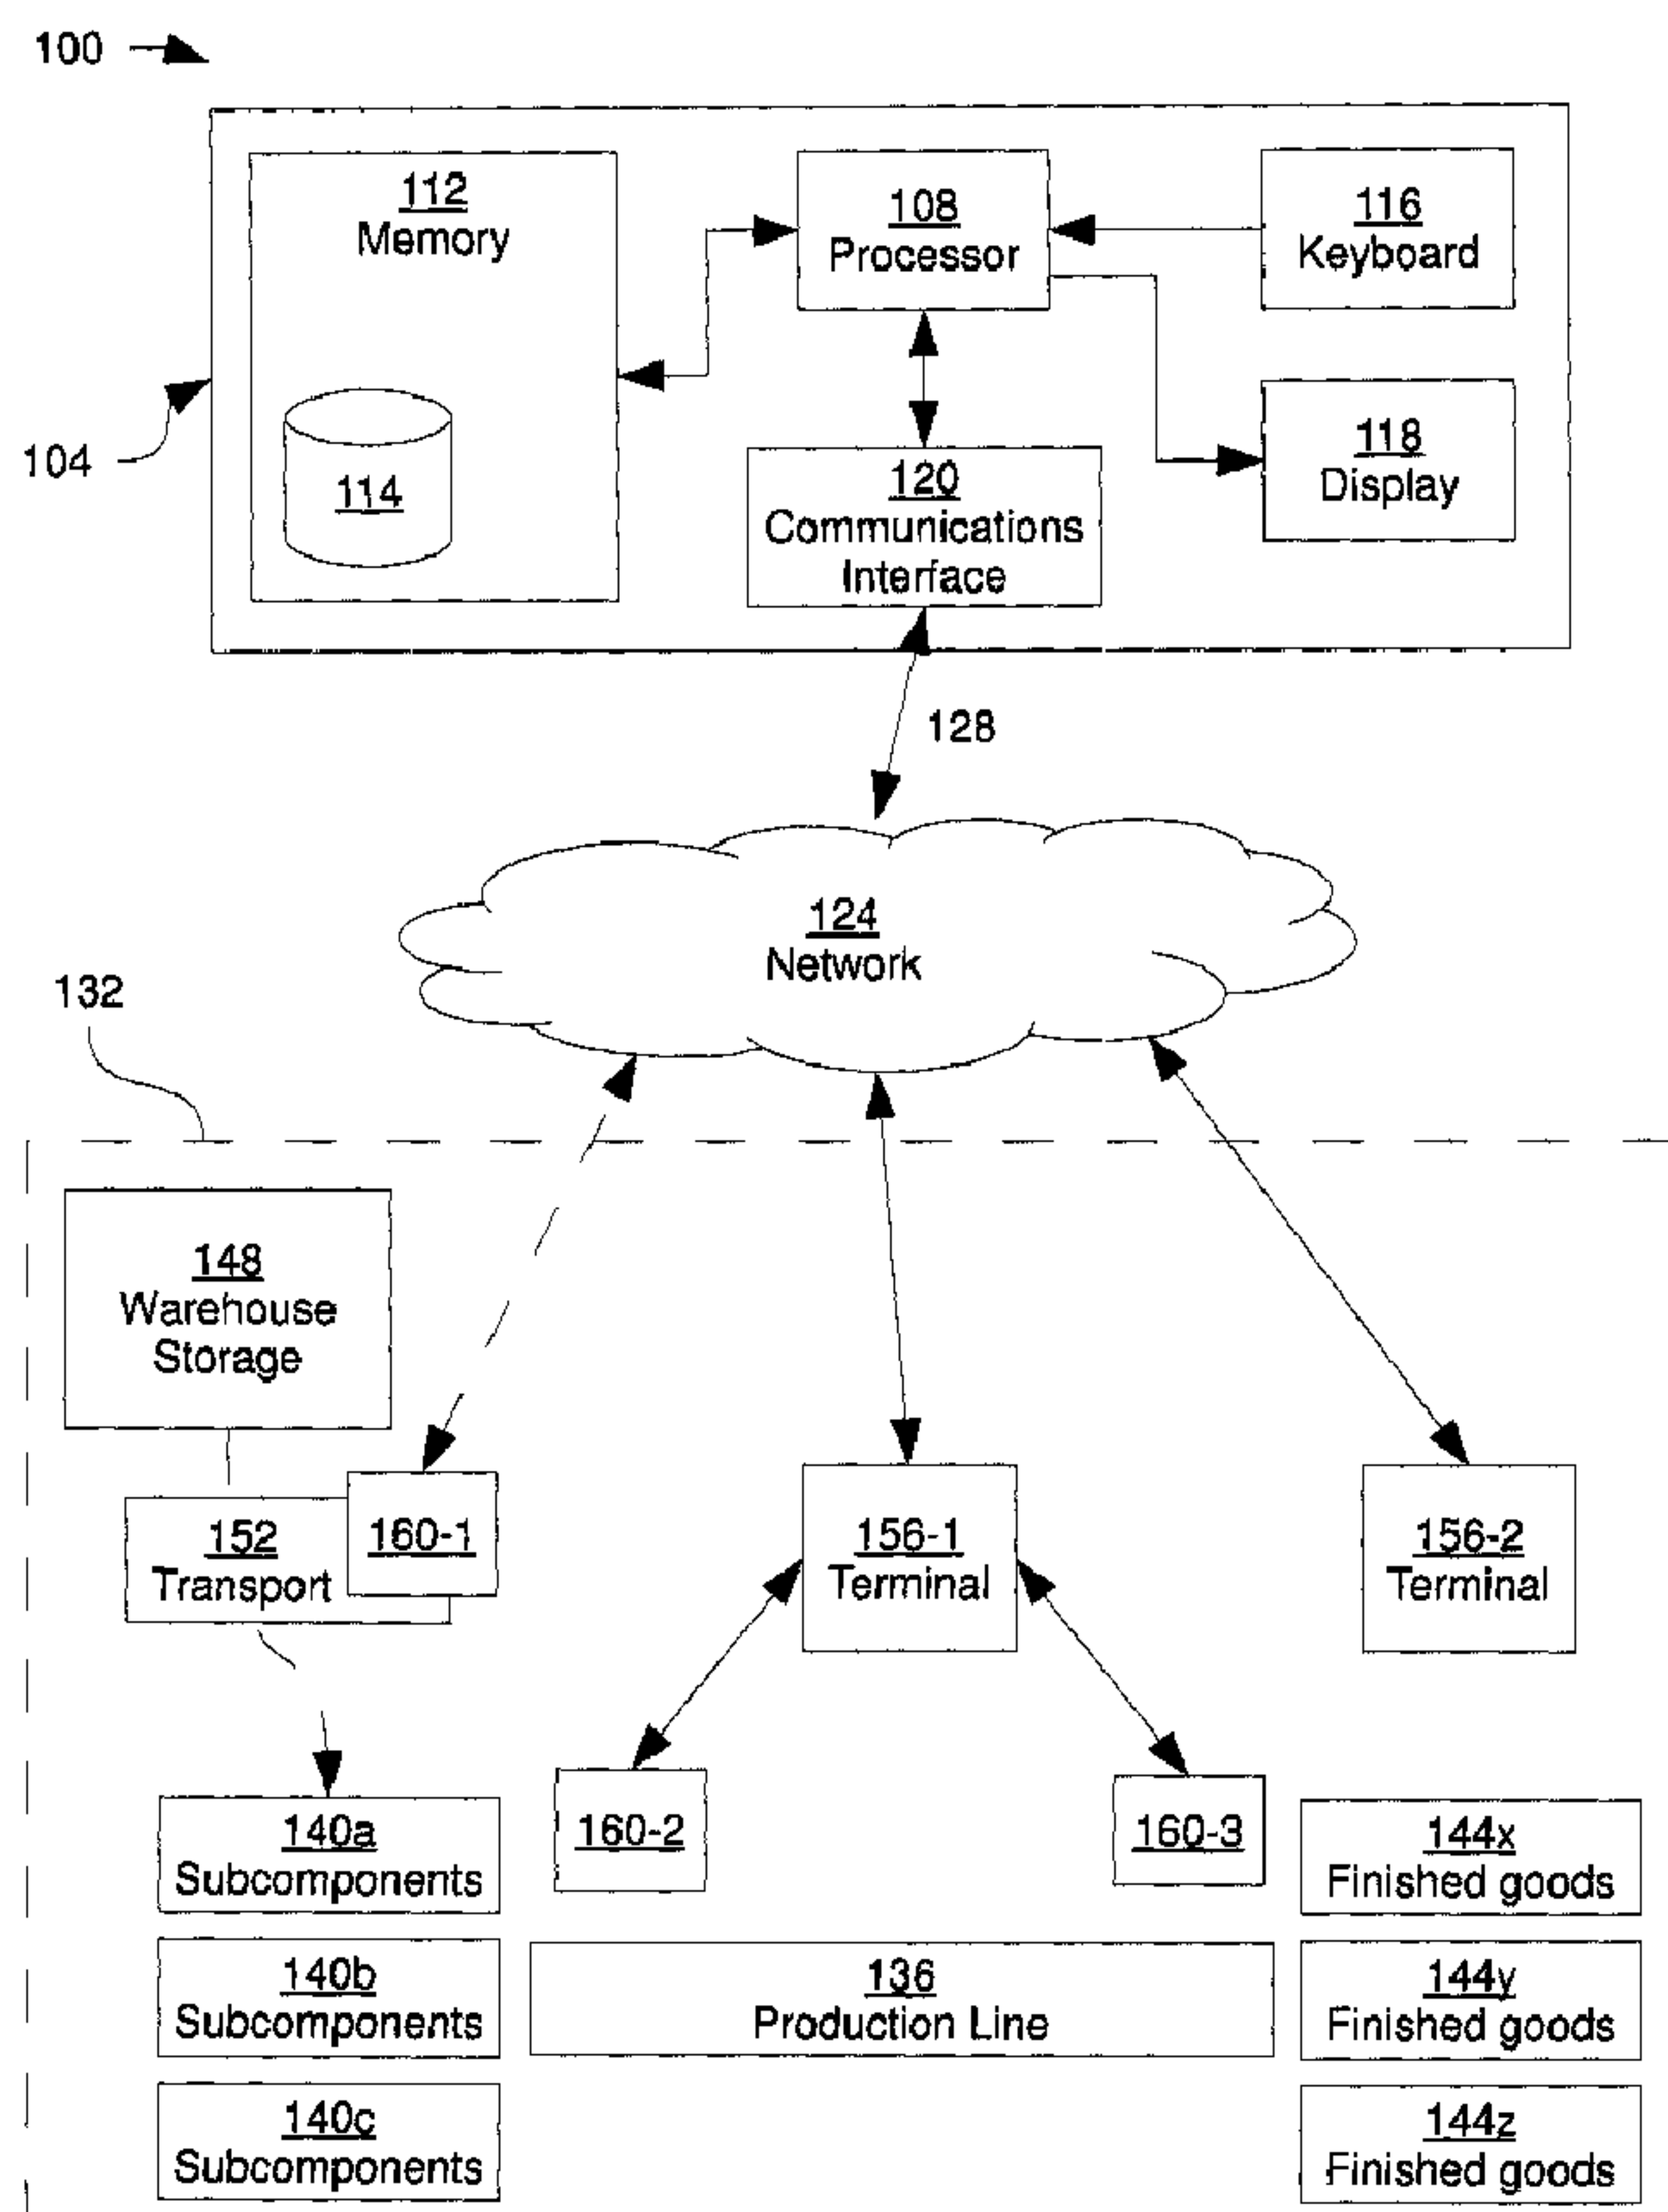 100
112
Memory
108
Processor
116
Keyboard
104
114
120
Communications
Interface
118
Display
128
124
Network
132
148
Warehouse
Storage
152
Transport
160-1
156-1
Terminal
156-2
Terminal
140a
Subcomponents
160-2
160-3
144x
Finished goods
140b
Subcomponents
136
Production Line
144y
Finished goods
140c
Subcomponents
144z
Finished goods